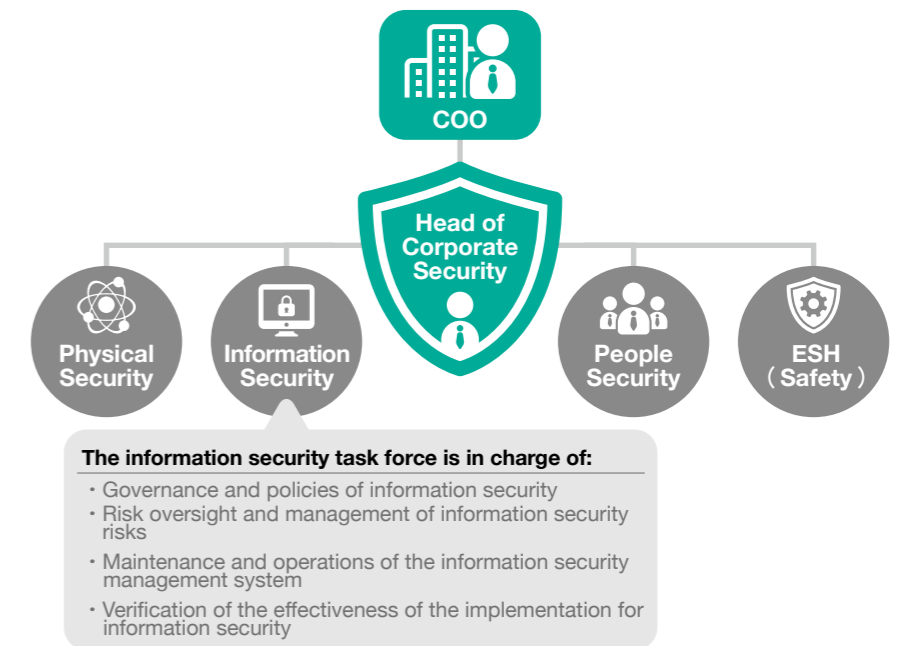 COO
Head of
Corporate
Security
Physical
Security
Information
Security
People
Security
ESH
（Safety）
The information security task force is in charge of:
・Governance and policies of information security
・Risk oversight and management of information security
risks
・Maintenance and operations of the information security
management system
・Verification of the effectiveness of the implementation for
information security